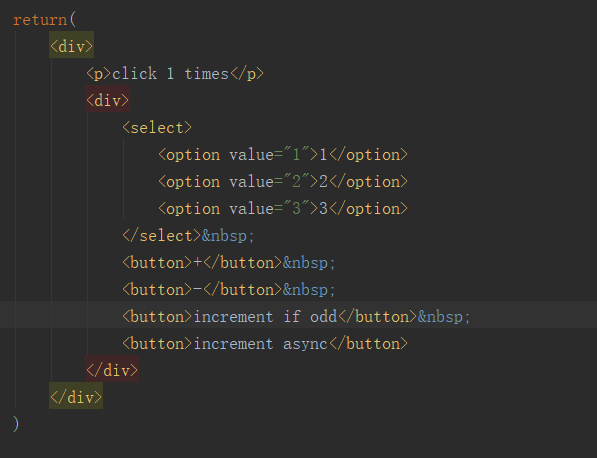 return(
    <div>
        <p>click 1 times</p>
        <div>
            <select>
                <option value="1">1</option>
                <option value="2">2</option>
                <option value="3">3</option>
            </select>&nbsp;
            <button>+</button>&nbsp;
            <button>-</button>&nbsp;
            <button>increment if odd</button>&nbsp;
            <button>increment async</button>
        </div>
    </div>
)